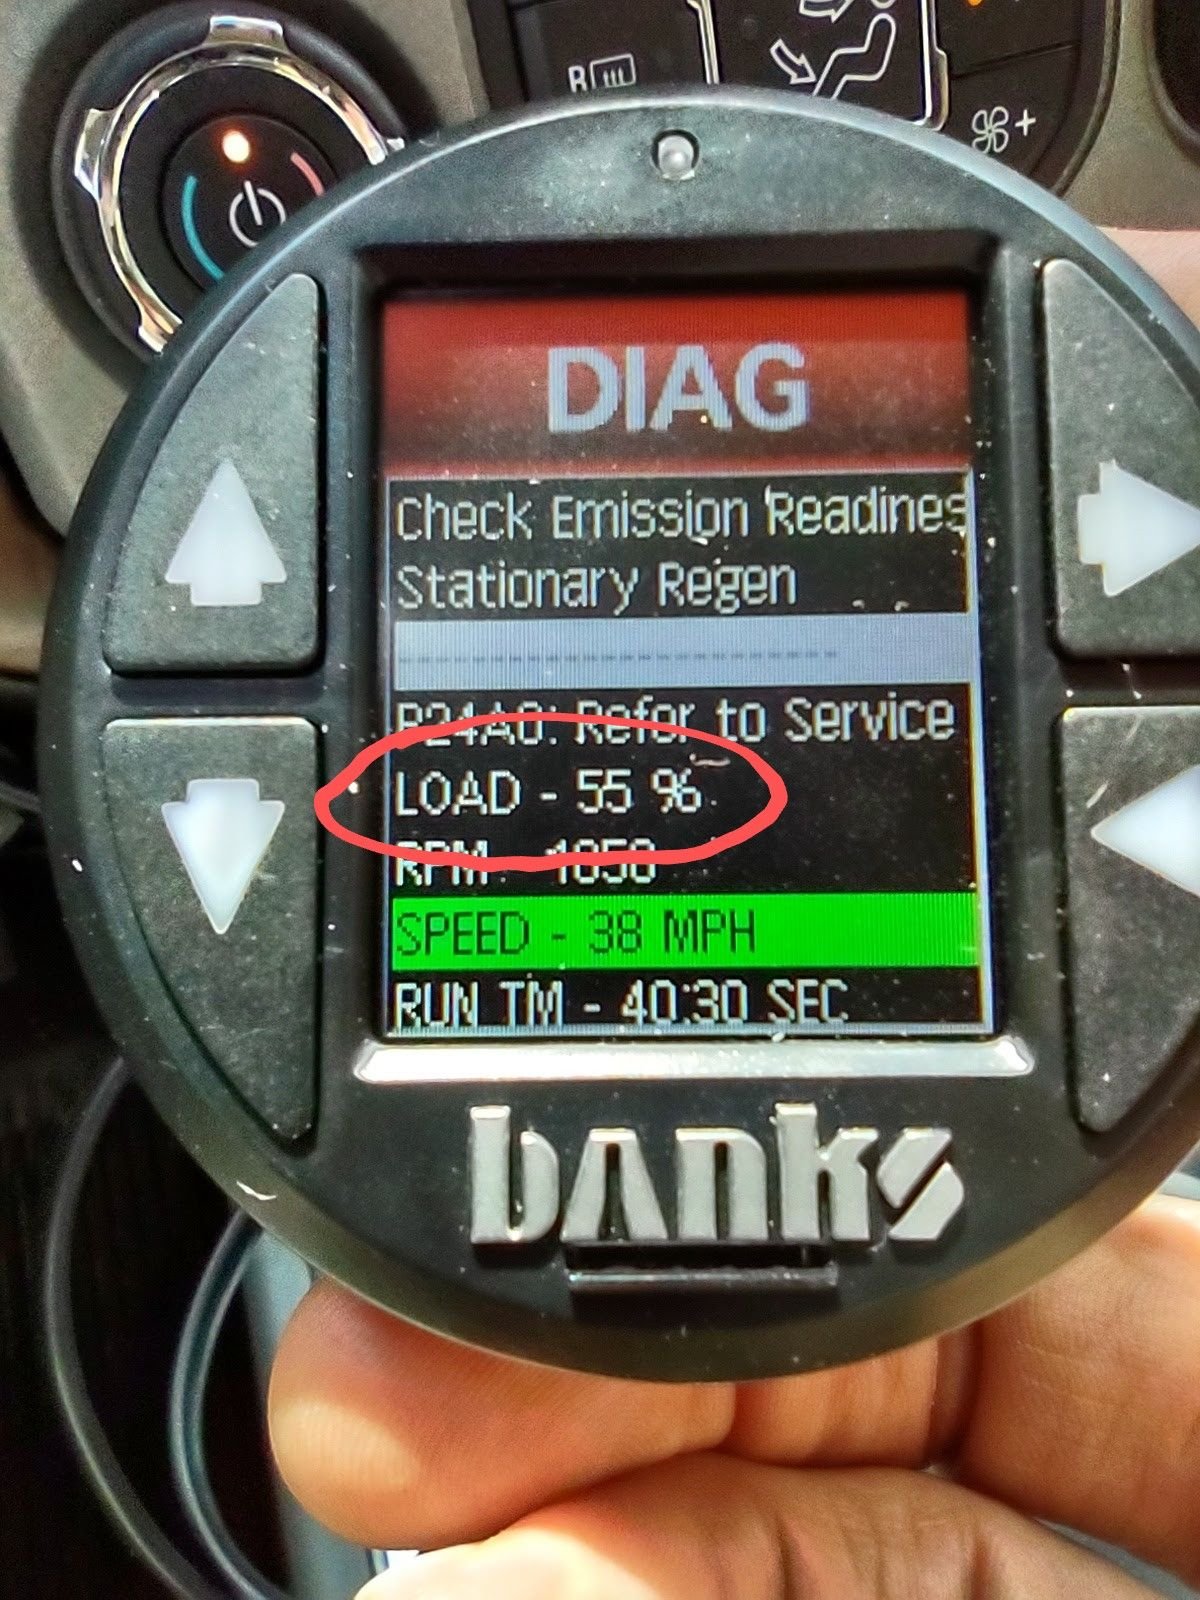 R
+
DIAG
Check Emission Readines
Stationary Regen
--------------------------
P24A0: Refer to Service
LOAD - 55 %
RPM -
SPEED - 38 MPH
RUN TM - 40:30 SEC
banks